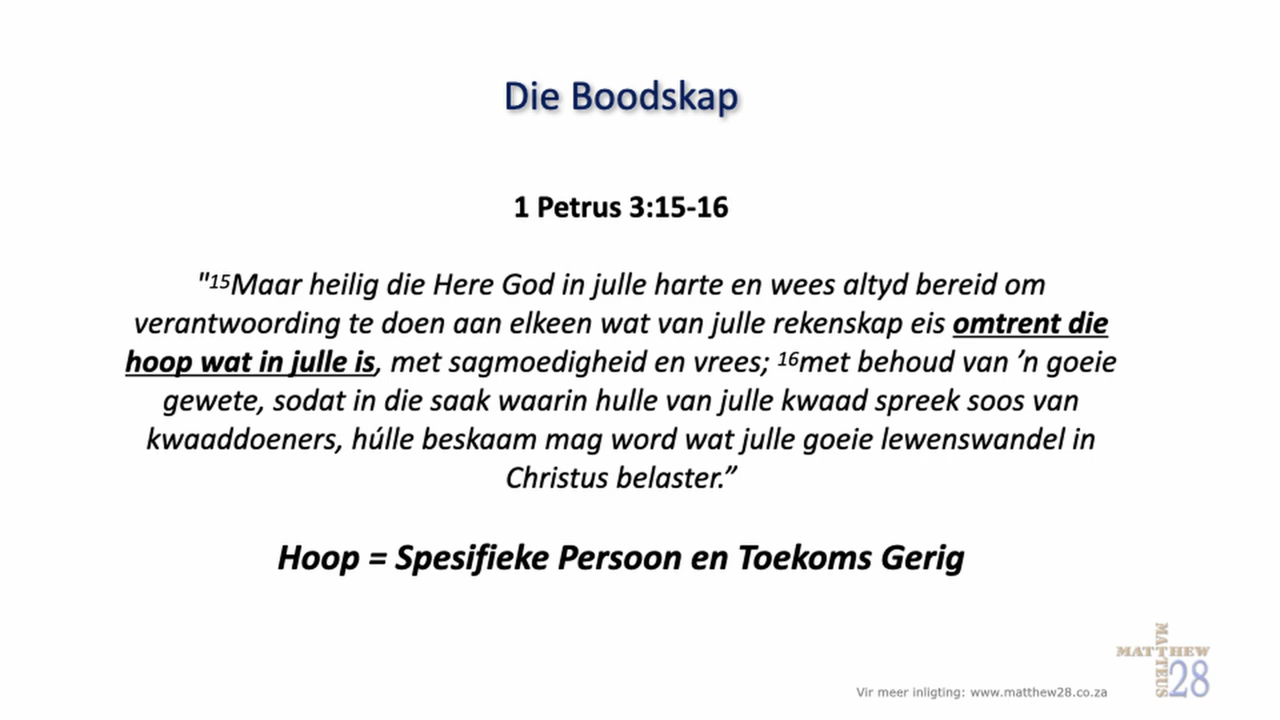 Die Boodskap
1 Petrus 3:15-16
"15Maar heilig die Here God in julle harte en wees altyd bereid om
verantwoording te doen aan elkeen wat van julle rekenskap eis omtrent die
hoop wat in julle is, met sagmoedigheid en vrees; 16met behoud van ’n goeie
gewete, sodat in die saak waarin hulle van julle kwaad spreek soos van
kwaaddoeners, húlle beskaam mag word wat julle goeie lewenswandel in
Christus belaster.”
Hoop = Spesifieke Persoon en Toekoms Gerig
Vir meer inligting: www.matthew28.co.za
MATTHEW
MATTEUS
28